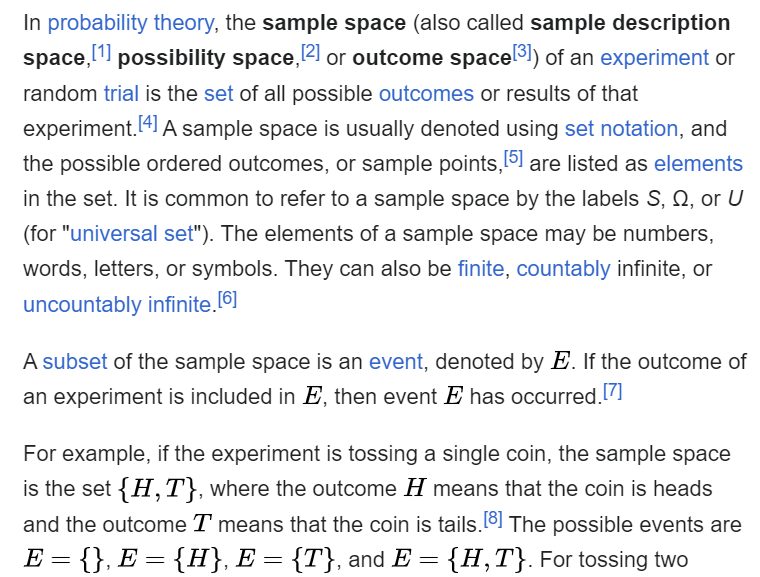 In probability theory, the sample space (also called sample description
space,[1] possibility space,[2] or outcome space[3]) of an experiment or
random trial is the set of all possible outcomes or results of that
experiment.[4] A sample space is usually denoted using set notation, and
the possible ordered outcomes, or sample points,[5] are listed as elements
in the set. It is common to refer to a sample space by the labels S, Ω, or U
(for "universal set"). The elements of a sample space may be numbers,
words, letters, or symbols. They can also be finite, countably infinite, or
uncountably infinite.[6]
A subset of the sample space is an event, denoted by E. If the outcome of
an experiment is included in E, then event E has occurred.[7]
For example, if the experiment is tossing a single coin, the sample space
is the set {H, T}, where the outcome H means that the coin is heads
and the outcome T means that the coin is tails.[8] The possible events are
E = {}, E = {H}, E = {T}, and E = {H, T}. For tossing two